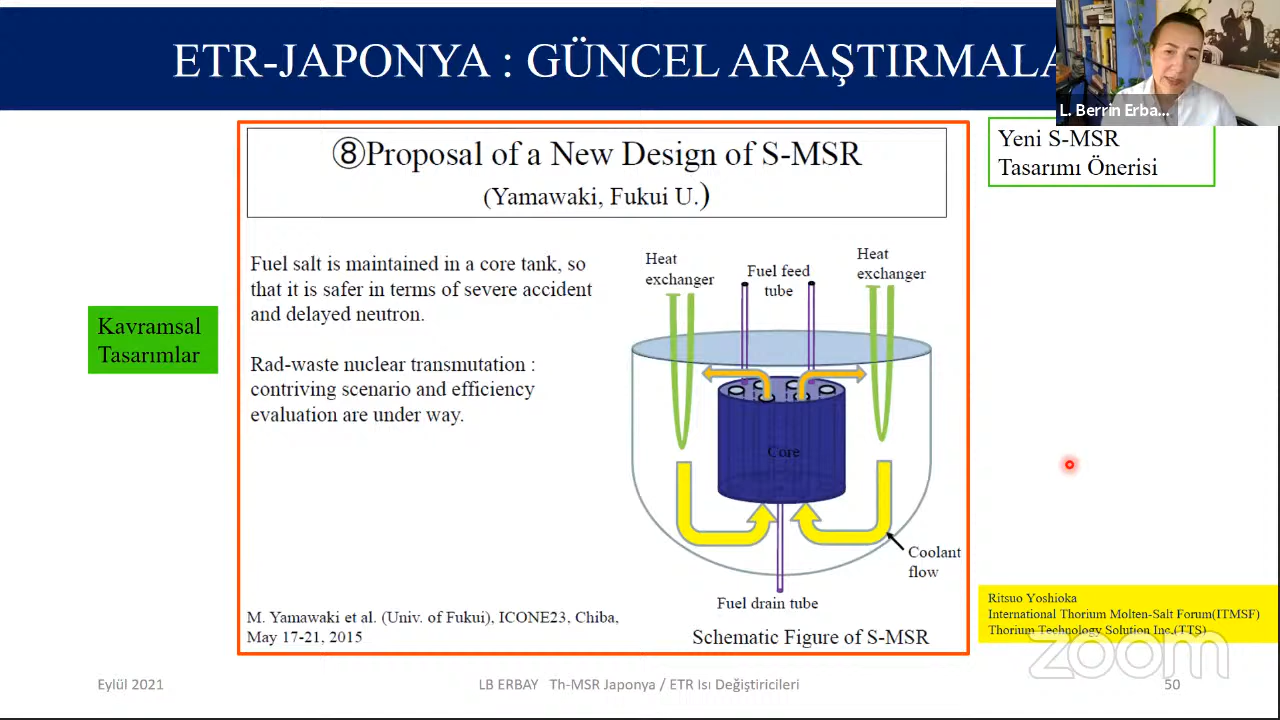 ETR-JAPONYA : GÜNCEL ARAŞTIRMALA
L. Berrin Erba...
Yeni S-MSR
Tasarımı Önerisi
⑧Proposal of a New Design of S-MSR
(Yamawaki, Fukui U.)
Kavramsal
Tasarımlar
Fuel salt is maintained in a core tank, so
that it is safer in terms of severe accident
and delayed neutron.
Rad-waste nuclear transmutation :
contriving scenario and efficiency
evaluation are under way.
Heat
exchanger
Fuel feed
tube
Heat
exchanger
Core
Coolant
flow
Fuel drain tube
Schematic Figure of S-MSR
M. Yamawaki et al. (Univ. of Fukui), ICONE23, Chiba,
May 17-21, 2015
Ritsuo Yoshioka
International Thorium Molten-Salt Forum(ITMSF)
Thorium Technology Solution Inc.(TTS)
zoom
Eylül 2021
LB ERBAY Th-MSR Japonya / ETR Isı Değiştiricileri
50